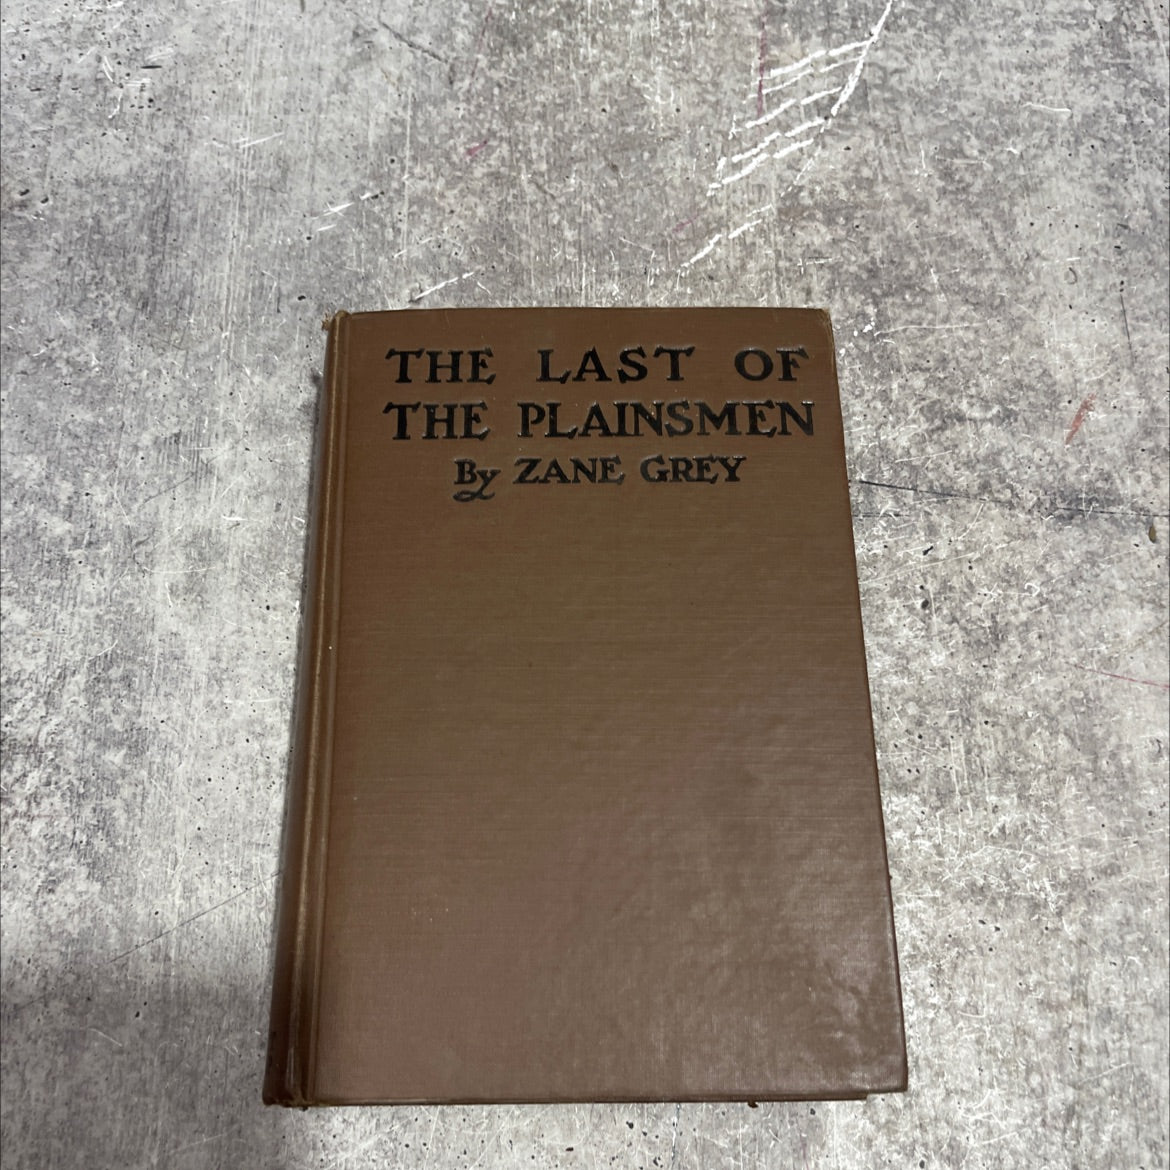 THE LAST OF
THE PLAINSMEN
By ZANE GREY